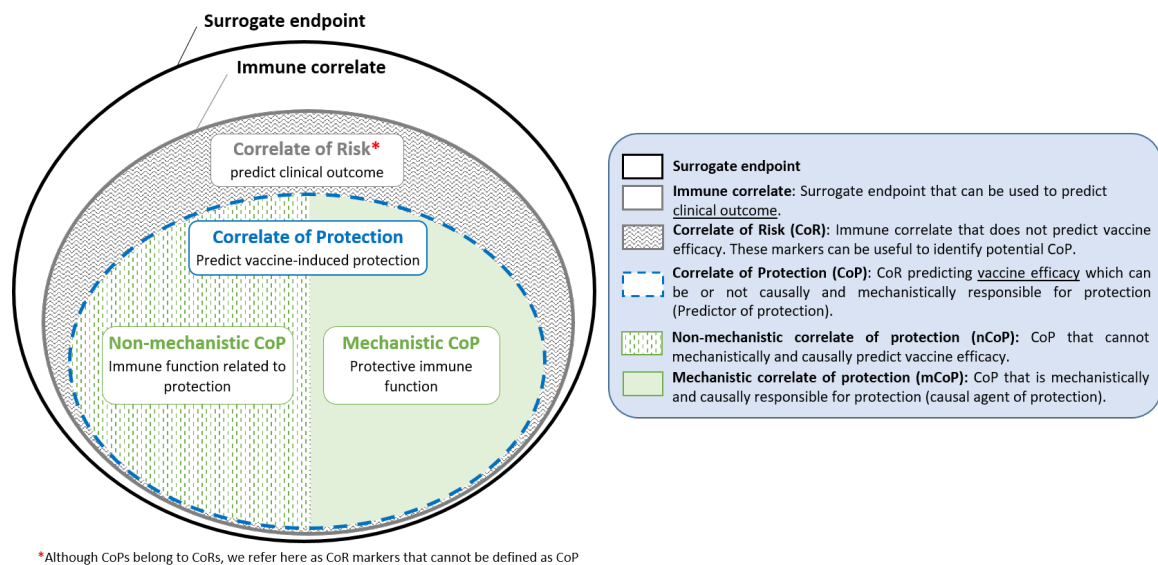 Surrogate endpoint
Immune correlate
Correlate of Risk*
predict clinical outcome
Correlate of Protection
Predict vaccine-induced protection
Non-mechanistic CoP
Immune function related to
protection
Mechanistic CoP
Protective immune
function
*Although CoPs belong to CoRs, we refer here as CoR markers that cannot be defined as CoP
Surrogate endpoint
Immune correlate: Surrogate endpoint that can be used to predict
clinical outcome.
Correlate of Risk (CoR): Immune correlate that does not predict vaccine
efficacy. These markers can be useful to identify potential CoP.
Correlate of Protection (CoP): CoR predicting vaccine efficacy which can
be or not causally and mechanistically responsible for protection
(Predictor of protection).
Non-mechanistic correlate of protection (nCoP): CoP that cannot
mechanistically and causally predict vaccine efficacy.
Mechanistic correlate of protection (mCoP): CoP that is mechanistically
and causally responsible for protection (causal agent of protection).